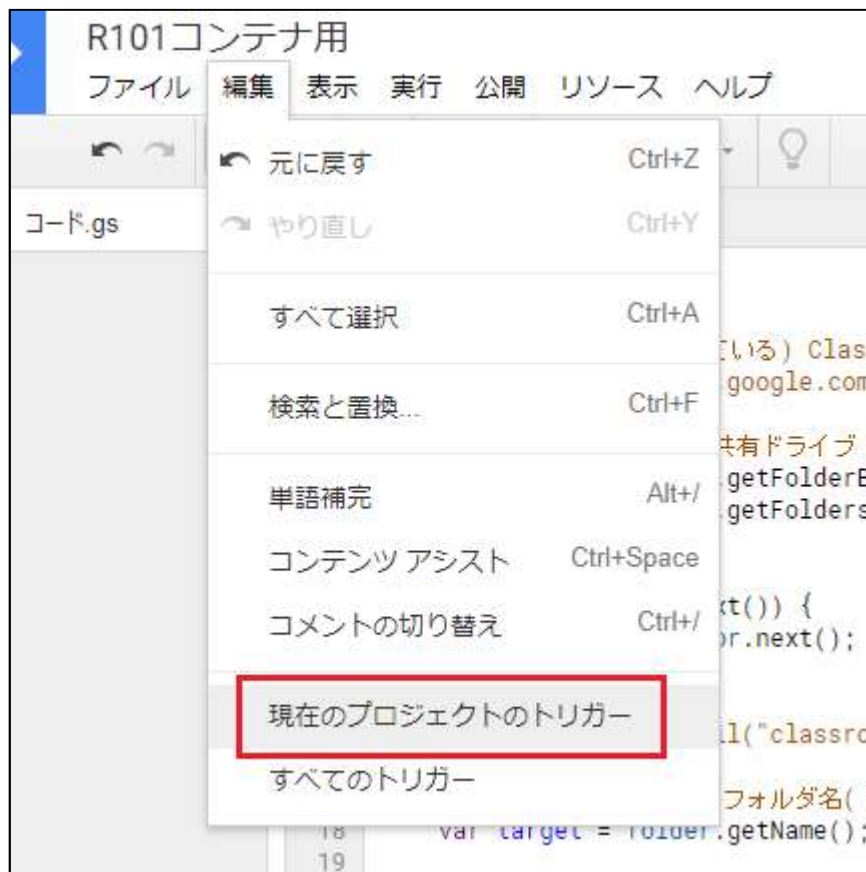 R101コンテナ用
ファイル 編集 表示 実行 公開 リソース ヘルプ
元に戻す Ctrl+Z
コード.gs
やり直し Ctrl+Y
すべて選択 Ctrl+A
ている) Clas
.google.com
検索と置換... Ctrl+F
共有ドライブ
.getFolderB
単語補完 Alt+/
.getFolders
コンテンツ アシスト Ctrl+Space
xt()) {
コメントの切り替え Ctrl+/
or.next();
現在のプロジェクトのトリガー
il("classro
すべてのトリガー
フォルダ名(
18 var target = folder.getName();
19